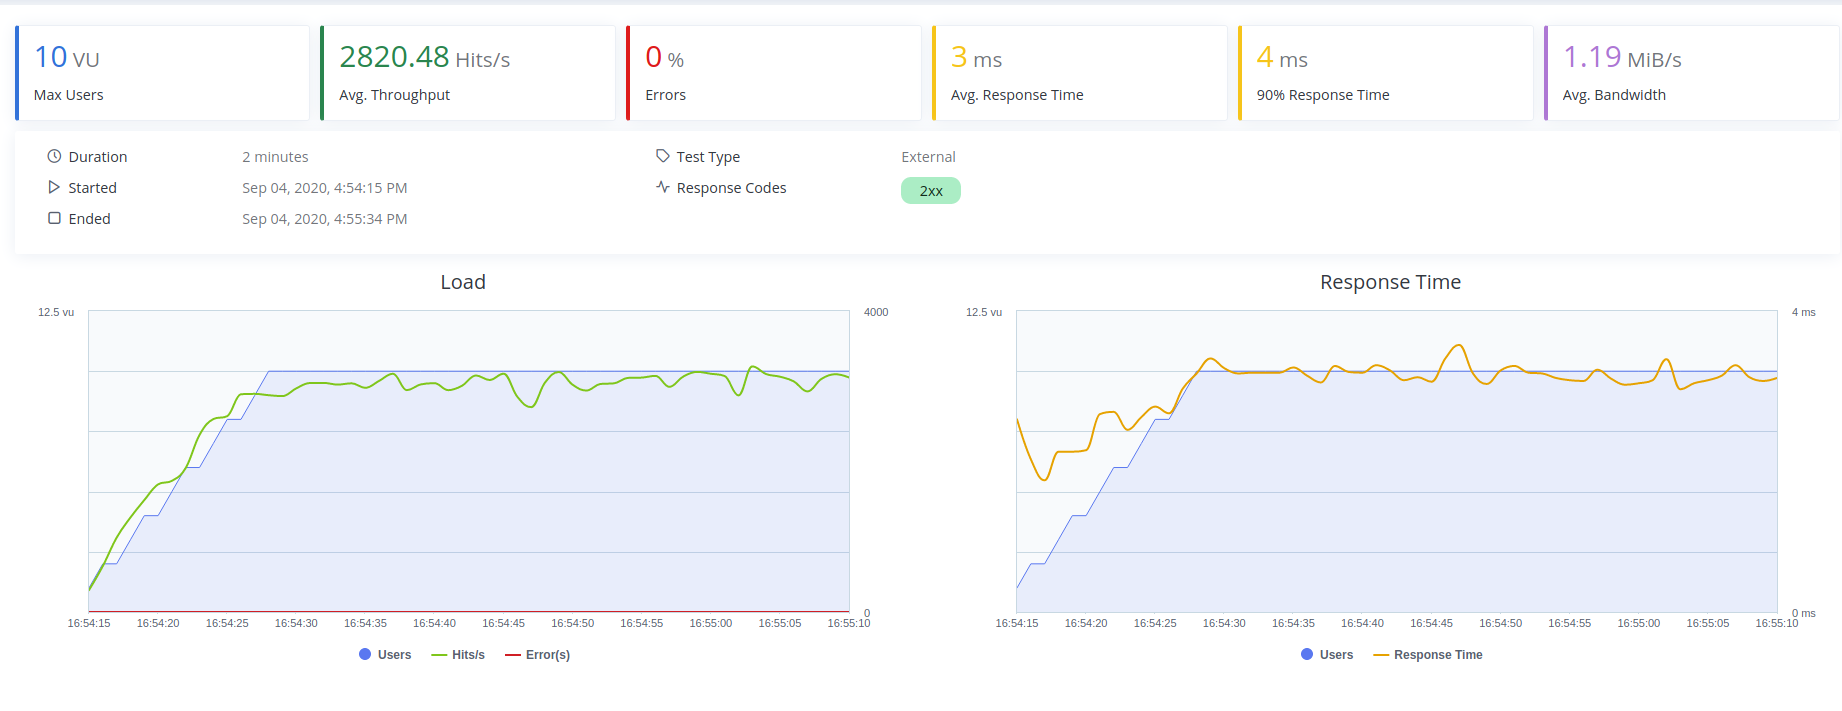 10 VU
Max Users
2820.48 Hits/s
Avg. Throughput
0 %
Errors
3 ms
Avg. Response Time
4 ms
90% Response Time
1.19 MiB/s
Avg. Bandwidth
Duration 2 minutes
Started Sep 04, 2020, 4:54:15 PM
Ended Sep 04, 2020, 4:55:34 PM
Test Type External
Response Codes 2xx
Load
12.5 vu
4000
0
16:54:15 16:54:20 16:54:25 16:54:30 16:54:35 16:54:40 16:54:45 16:54:50 16:54:55 16:55:00 16:55:05 16:55:10
Users Hits/s Error(s)
Response Time
12.5 vu
4 ms
0 ms
16:54:15 16:54:20 16:54:25 16:54:30 16:54:35 16:54:40 16:54:45 16:54:50 16:54:55 16:55:00 16:55:05 16:55:10
Users Response Time